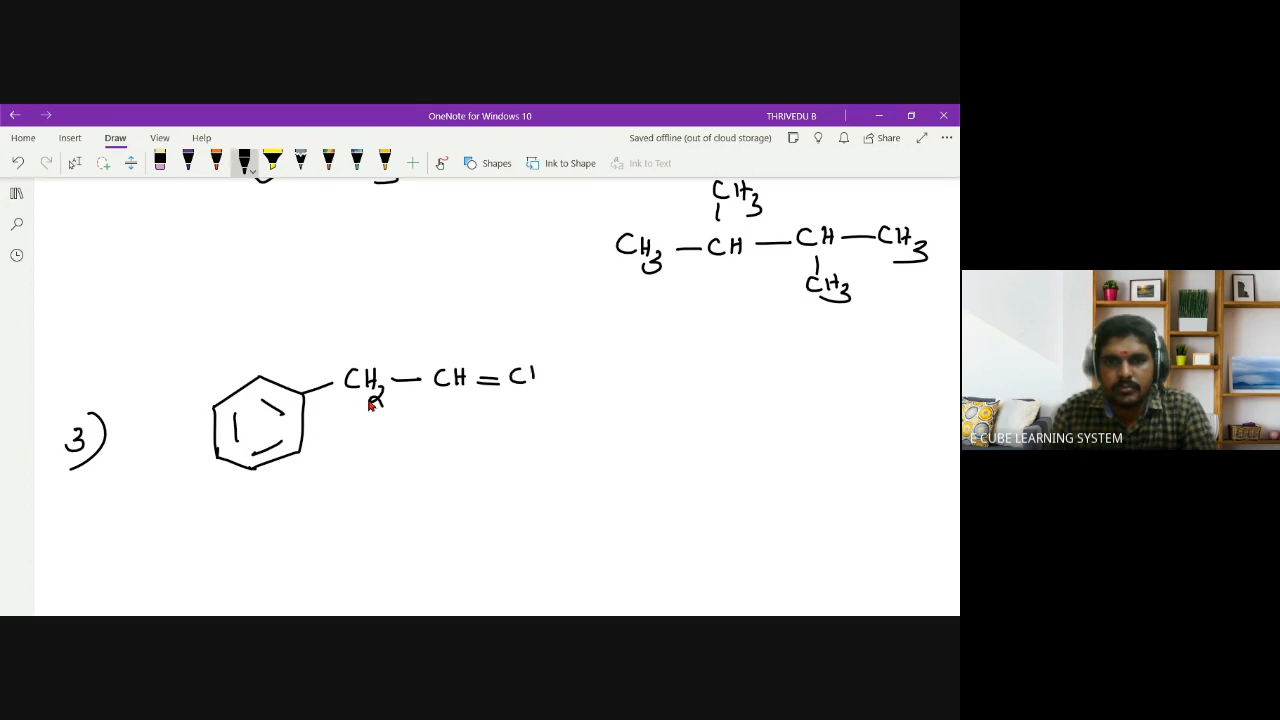 OneNote for Windows 10
THRIVEDU B
Home Insert Draw View Help
Saved offline (out of cloud storage)
Share
Shapes
Ink to Shape
Ink to Text
CH3
CH3 — CH — CH — CH3
CH3
CH2 — CH = Cl
3)
E CUBE LEARNING SYSTEM